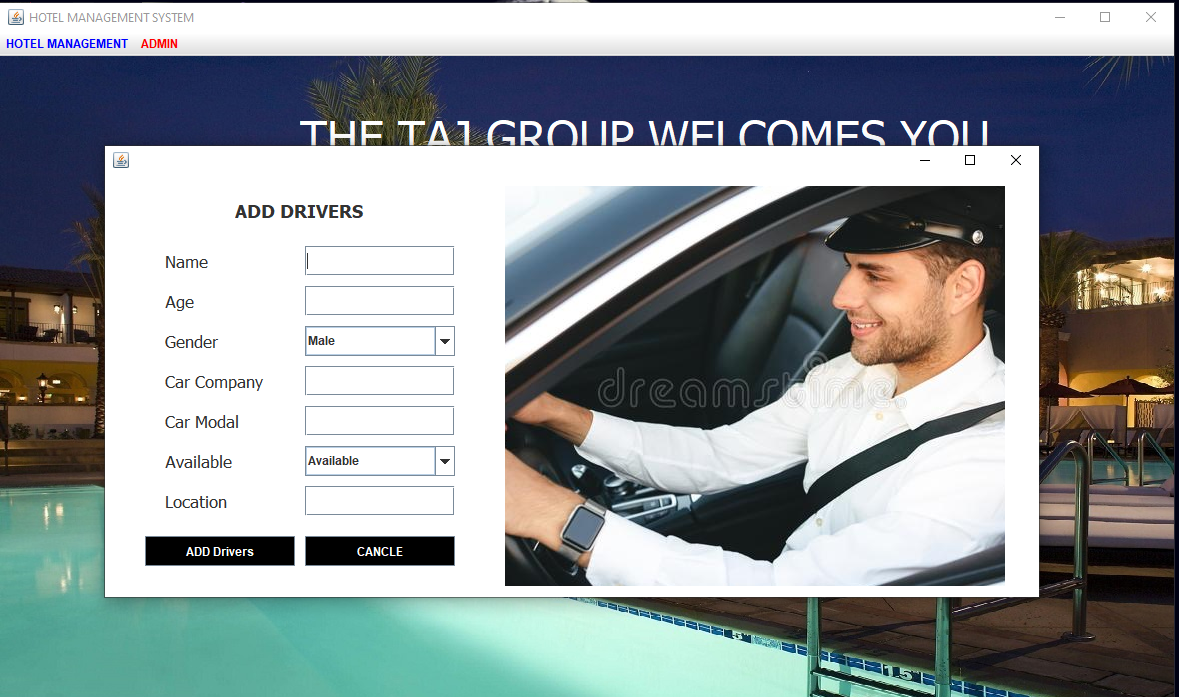 HOTEL MANAGEMENT SYSTEM
HOTEL MANAGEMENT ADMIN
THE TAJ GROUP WELCOMES YOU
ADD DRIVERS
Name
Age
Gender Male
Car Company
Car Modal
Available Available
Location
ADD Drivers CANCLE
dreamstime